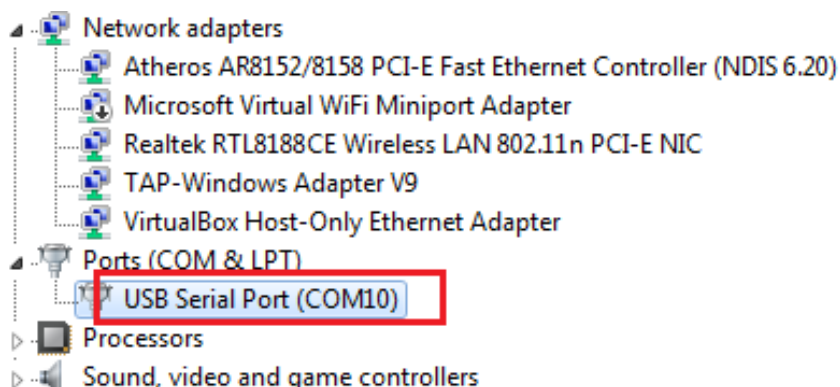 Network adapters
Atheros AR8152/8158 PCI-E Fast Ethernet Controller (NDIS 6.20)
Microsoft Virtual WiFi Miniport Adapter
Realtek RTL8188CE Wireless LAN 802.11n PCI-E NIC
TAP-Windows Adapter V9
VirtualBox Host-Only Ethernet Adapter
Ports (COM & LPT)
USB Serial Port (COM10)
Processors
Sound, video and game controllers